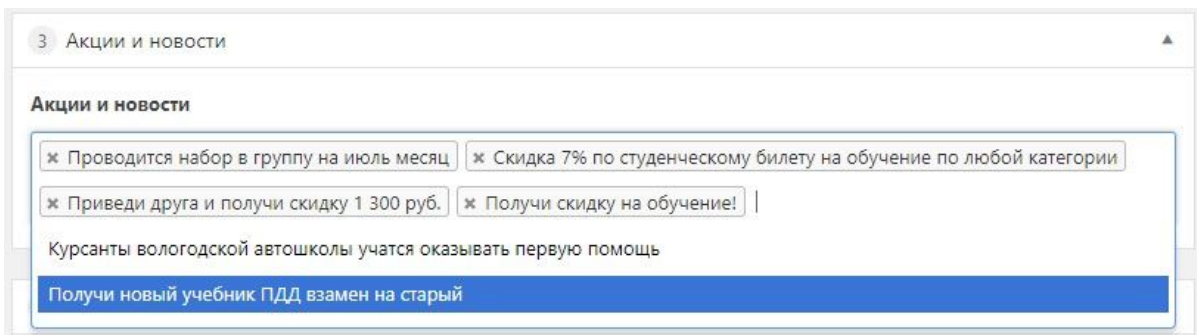 3 Акции и новости
Акции и новости
Проводится набор в группу на июль месяц Скидка 7% по студенческому билету на обучение по любой категории
Приведи друга и получи скидку 1 300 руб. Получи скидку на обучение!
Курсанты вологодской автошколы учатся оказывать первую помощь
Получи новый учебник ПДД взамен на старый